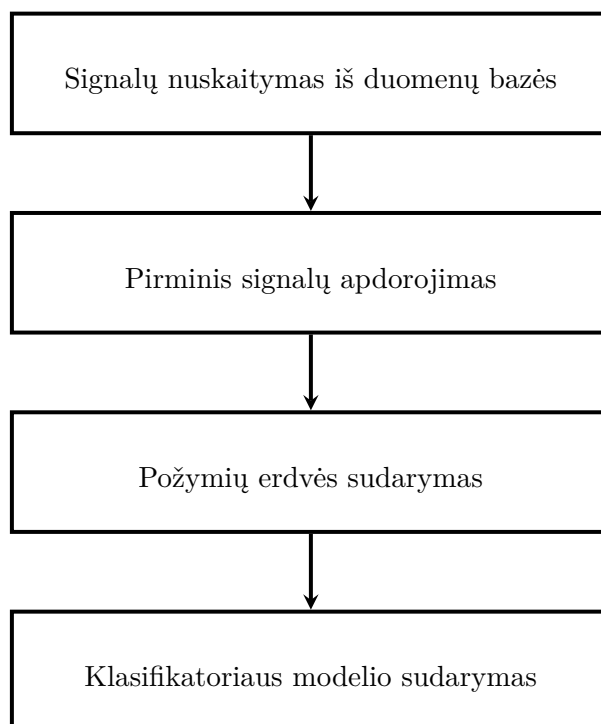 Signalų nuskaitymas iš duomenų bazės
Pirminis signalų apdorojimas
Požymių erdvės sudarymas
Klasifikatoriaus modelio sudarymas